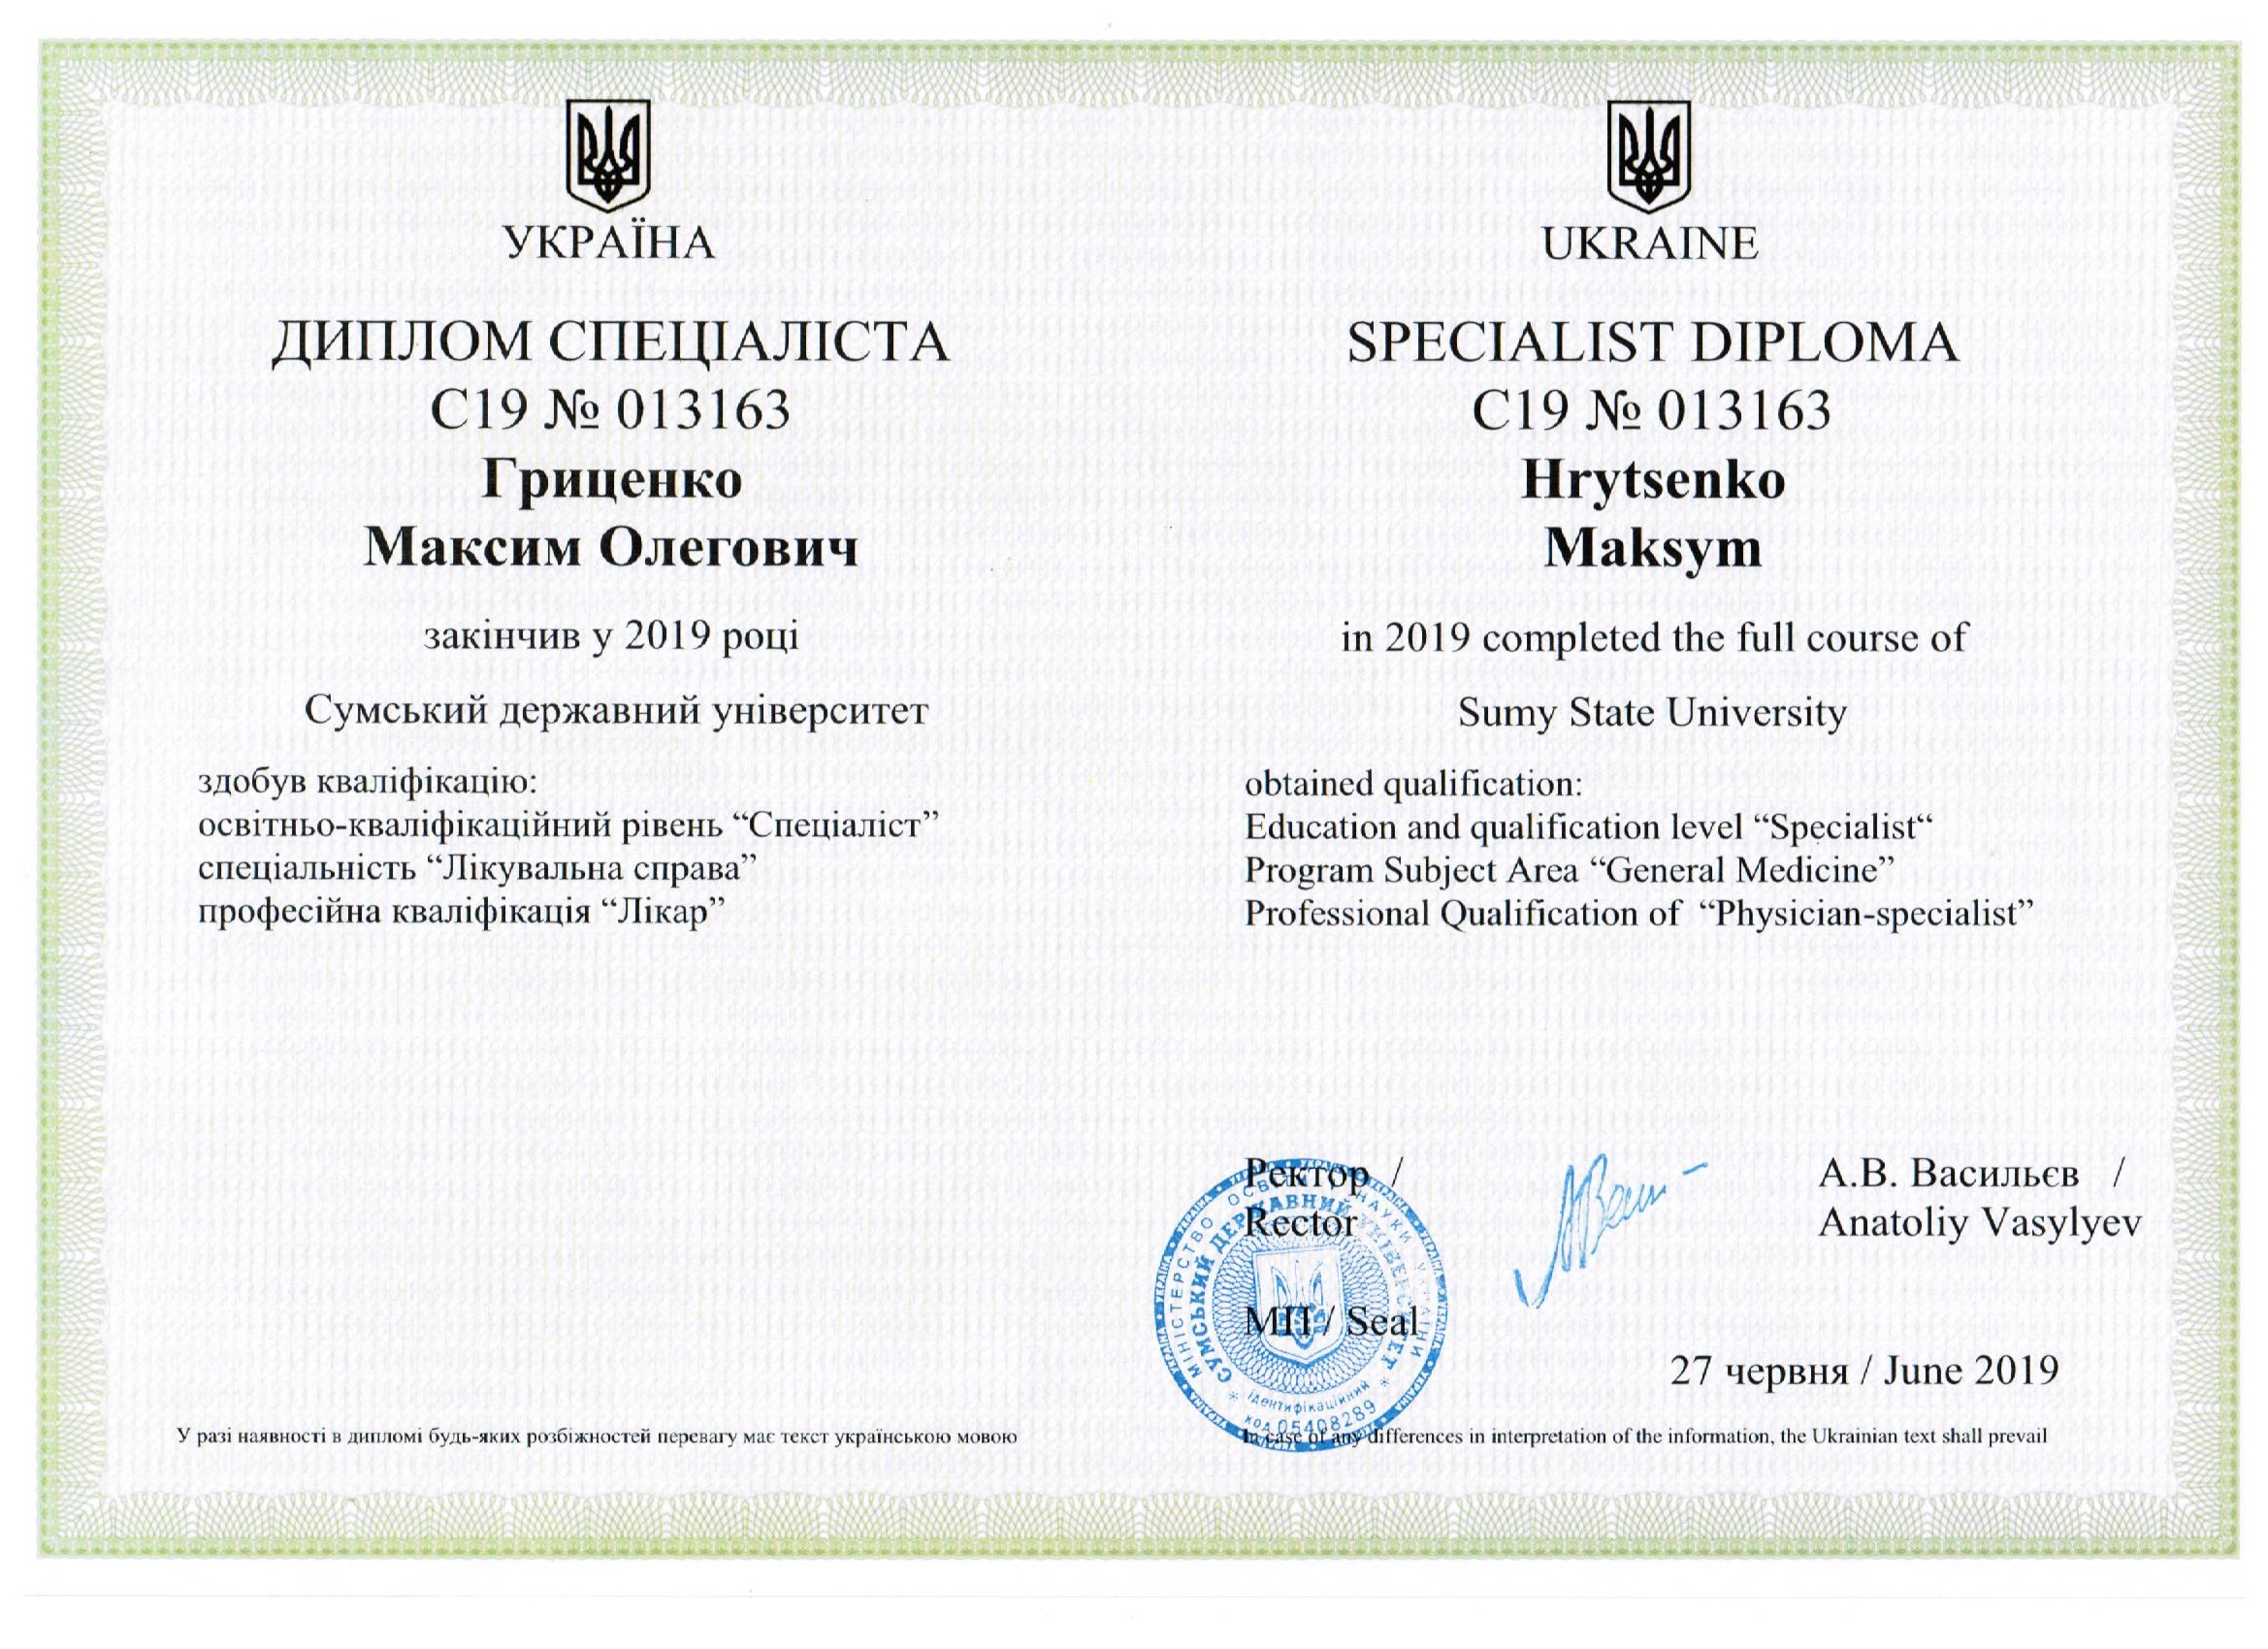 УКРАЇНА
ДИПЛОМ СПЕЦІАЛІСТА
С19 № 013163
Гриценко
Максим Олегович
закінчив у 2019 році
Сумський державний університет
здобув кваліфікацію:
освітньо-кваліфікаційний рівень “Спеціаліст”
спеціальність “Лікувальна справа”
професійна кваліфікація “Лікар”
У разі наявності в дипломі будь-яких розбіжностей перевагу має текст українською мовою
UKRAINE
SPECIALIST DIPLOMA
C19 № 013163
Hrytsenko
Maksym
in 2019 completed the full course of
Sumy State University
obtained qualification:
Education and qualification level “Specialist“
Program Subject Area “General Medicine”
Professional Qualification of “Physician-specialist”
Ректор / А.В. Васильєв /
Rector Anatoliy Vasylyev
МП / Seal
27 червня / June 2019
In case of any differences in interpretation of the information, the Ukrainian text shall prevail
МІНІСТЕРСТВО ОСВІТИ І НАУКИ УКРАЇНИ
СУМСЬКИЙ ДЕРЖАВНИЙ УНІВЕРСИТЕТ
ідентифікаційний
код 05408289